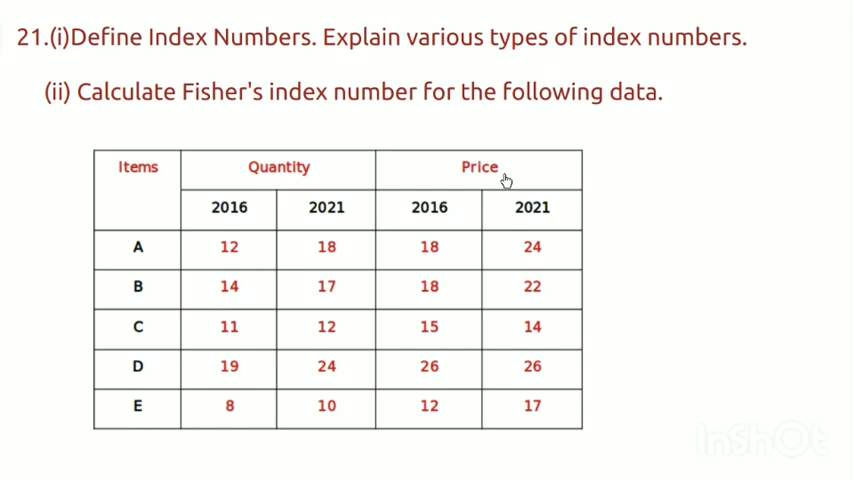 21.(i)Define Index Numbers. Explain various types of index numbers.
(ii) Calculate Fisher's index number for the following data.
Items Quantity Price
2016 2021 2016 2021
A 12 18 18 24
B 14 17 18 22
C 11 12 15 14
D 19 24 26 26
E 8 10 12 17
InShOt